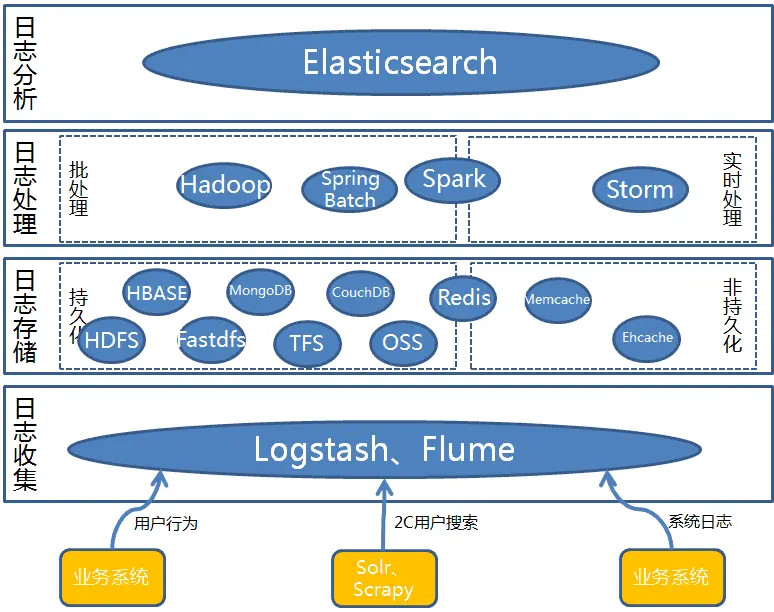 日志分析
Elasticsearch
日志处理
批处理
Hadoop
Spring
Batch
Spark
Storm
实时处理
日志存储
持久化
HBASE
MongoDB
CouchDB
Redis
Memcache
非持久化
HDFS
Fastdfs
TFS
OSS
Ehcache
日志收集
Logstash、Flume
用户行为
2C用户搜索
系统日志
业务系统
Solr、
Scrapy
业务系统